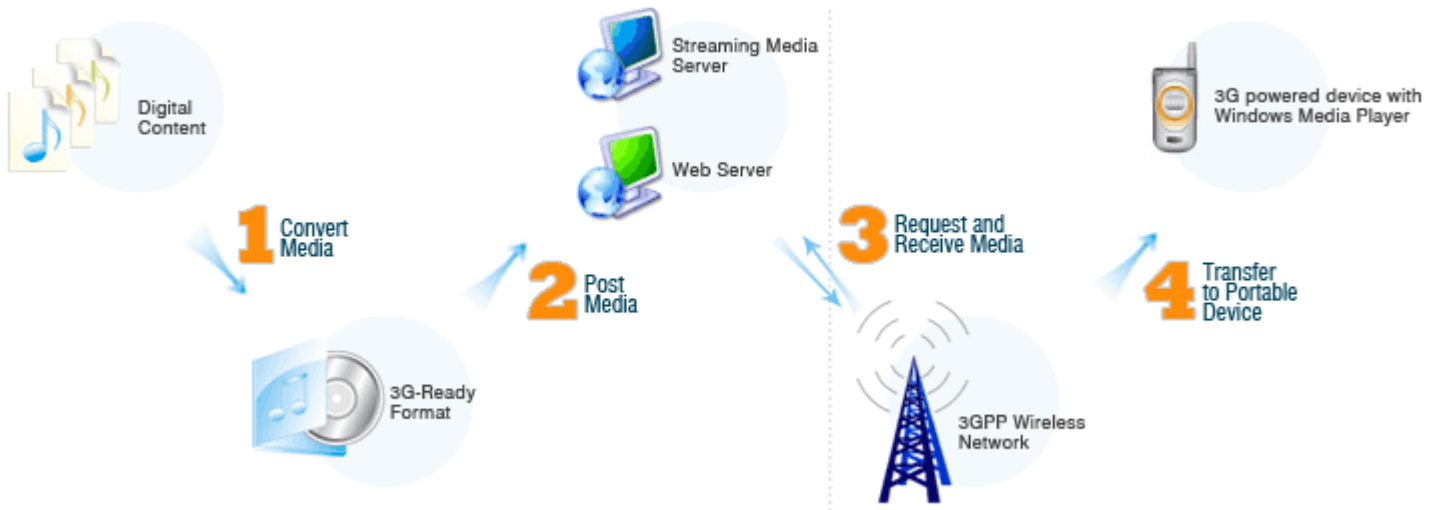 Digital
Content
1 Convert
Media
3G-Ready
Format
2 Post
Media
Streaming Media
Server
Web Server
3 Request and
Receive Media
3GPP Wireless
Network
4 Transfer
to Portable
Device
3G powered device with
Windows Media Player